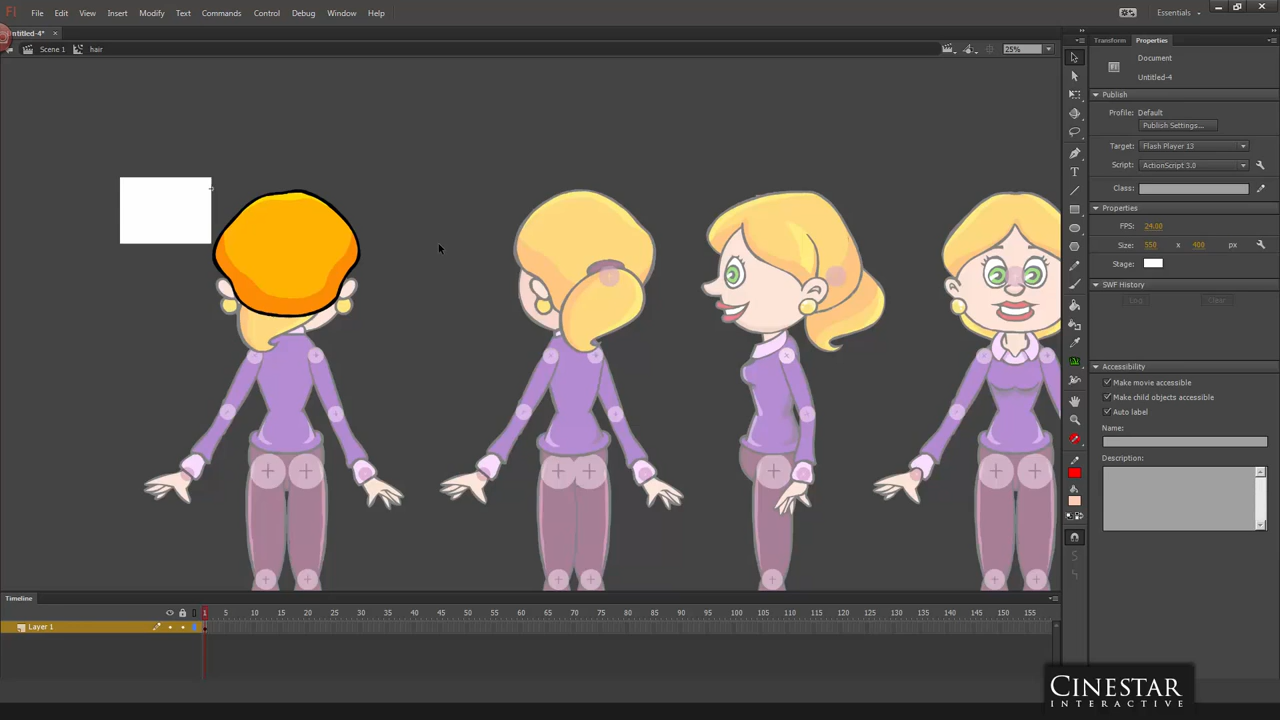 Fl File Edit View Insert Modify Text Commands Control Debug Window Help Essentials
ntitled-4* ×
Scene 1 hair 25%
Transform Properties
Document
Untitled-4
Publish
Profile: Default
Publish Settings...
Target: Flash Player 13
Script: ActionScript 3.0
Class:
Properties
FPS: 24.00
Size: 550 x 400 px
Stage:
SWF History
Log Clear
Accessibility
Make movie accessible
Make child objects accessible
Auto label
Name:
Description:
Timeline
1 5 10 15 20 25 30 35 40 45 50 55 60 65 70 75 80 85 90 95 100 105 110 115 120 125 130 135 140 145 150 155
Layer 1
CINESTAR
INTERACTIVE